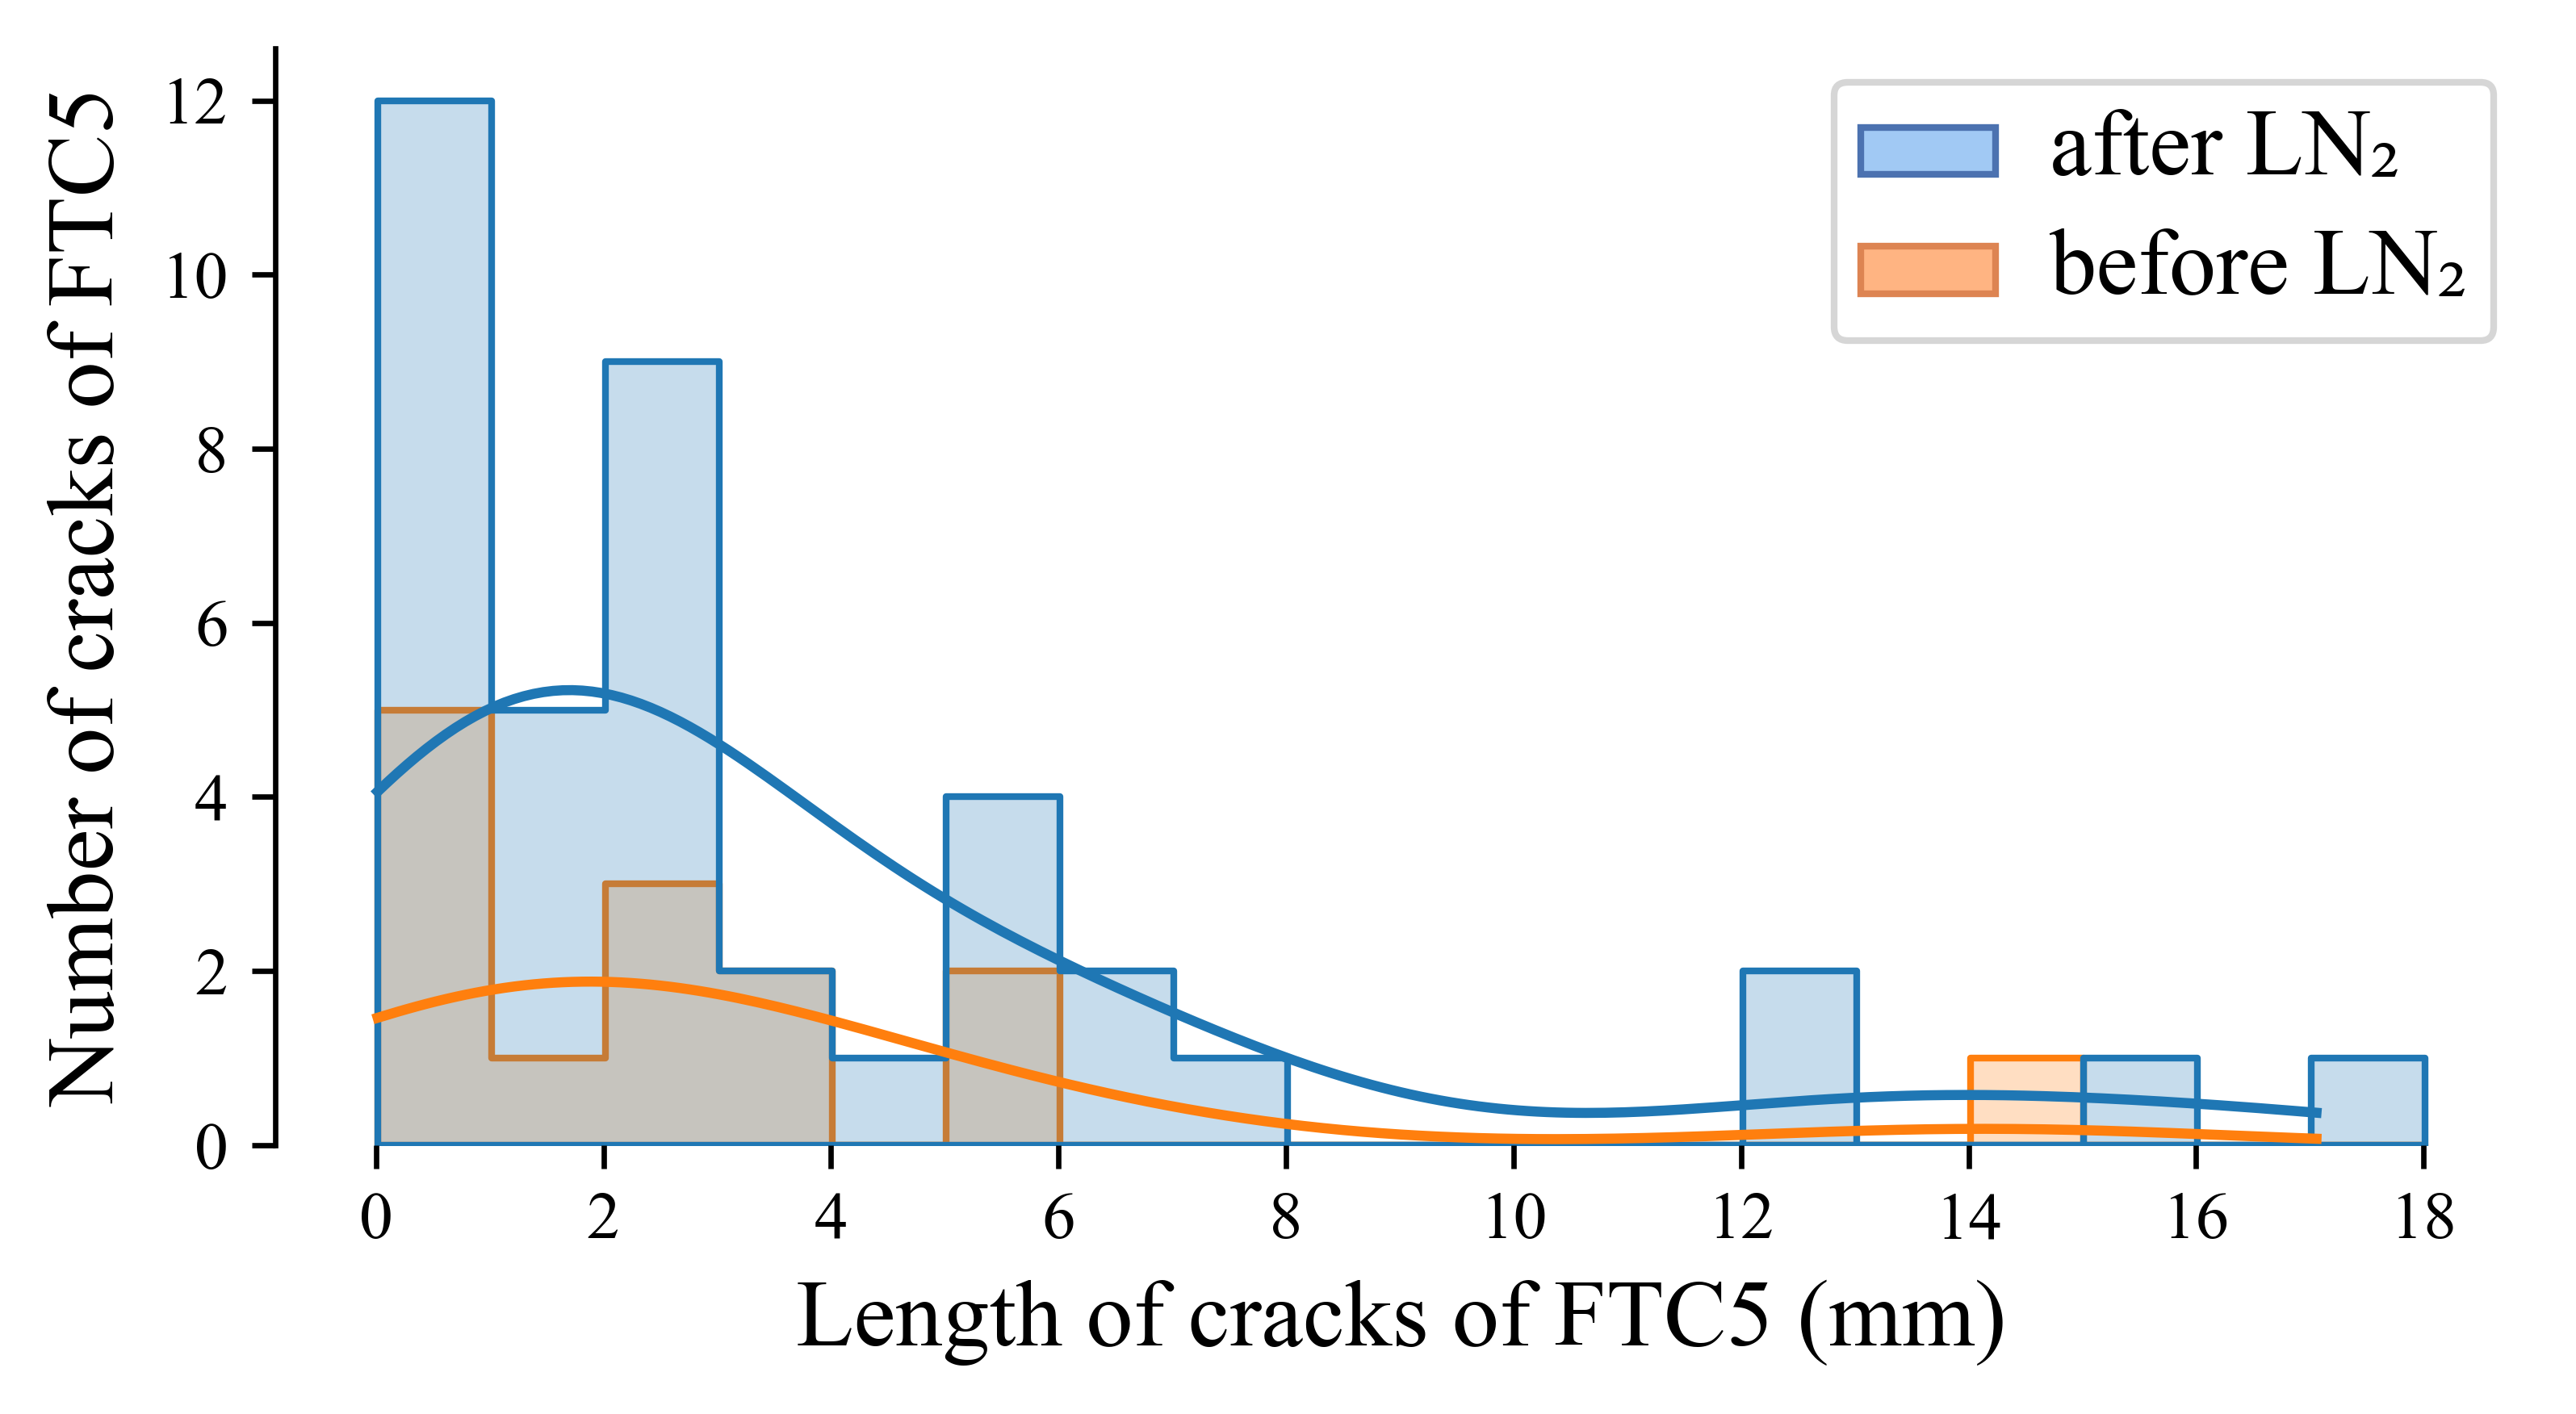 Number of cracks of FTC5
12
10
8
6
4
2
0
after LN₂
before LN₂
0 2 4 6 8 10 12 14 16 18
Length of cracks of FTC5 (mm)